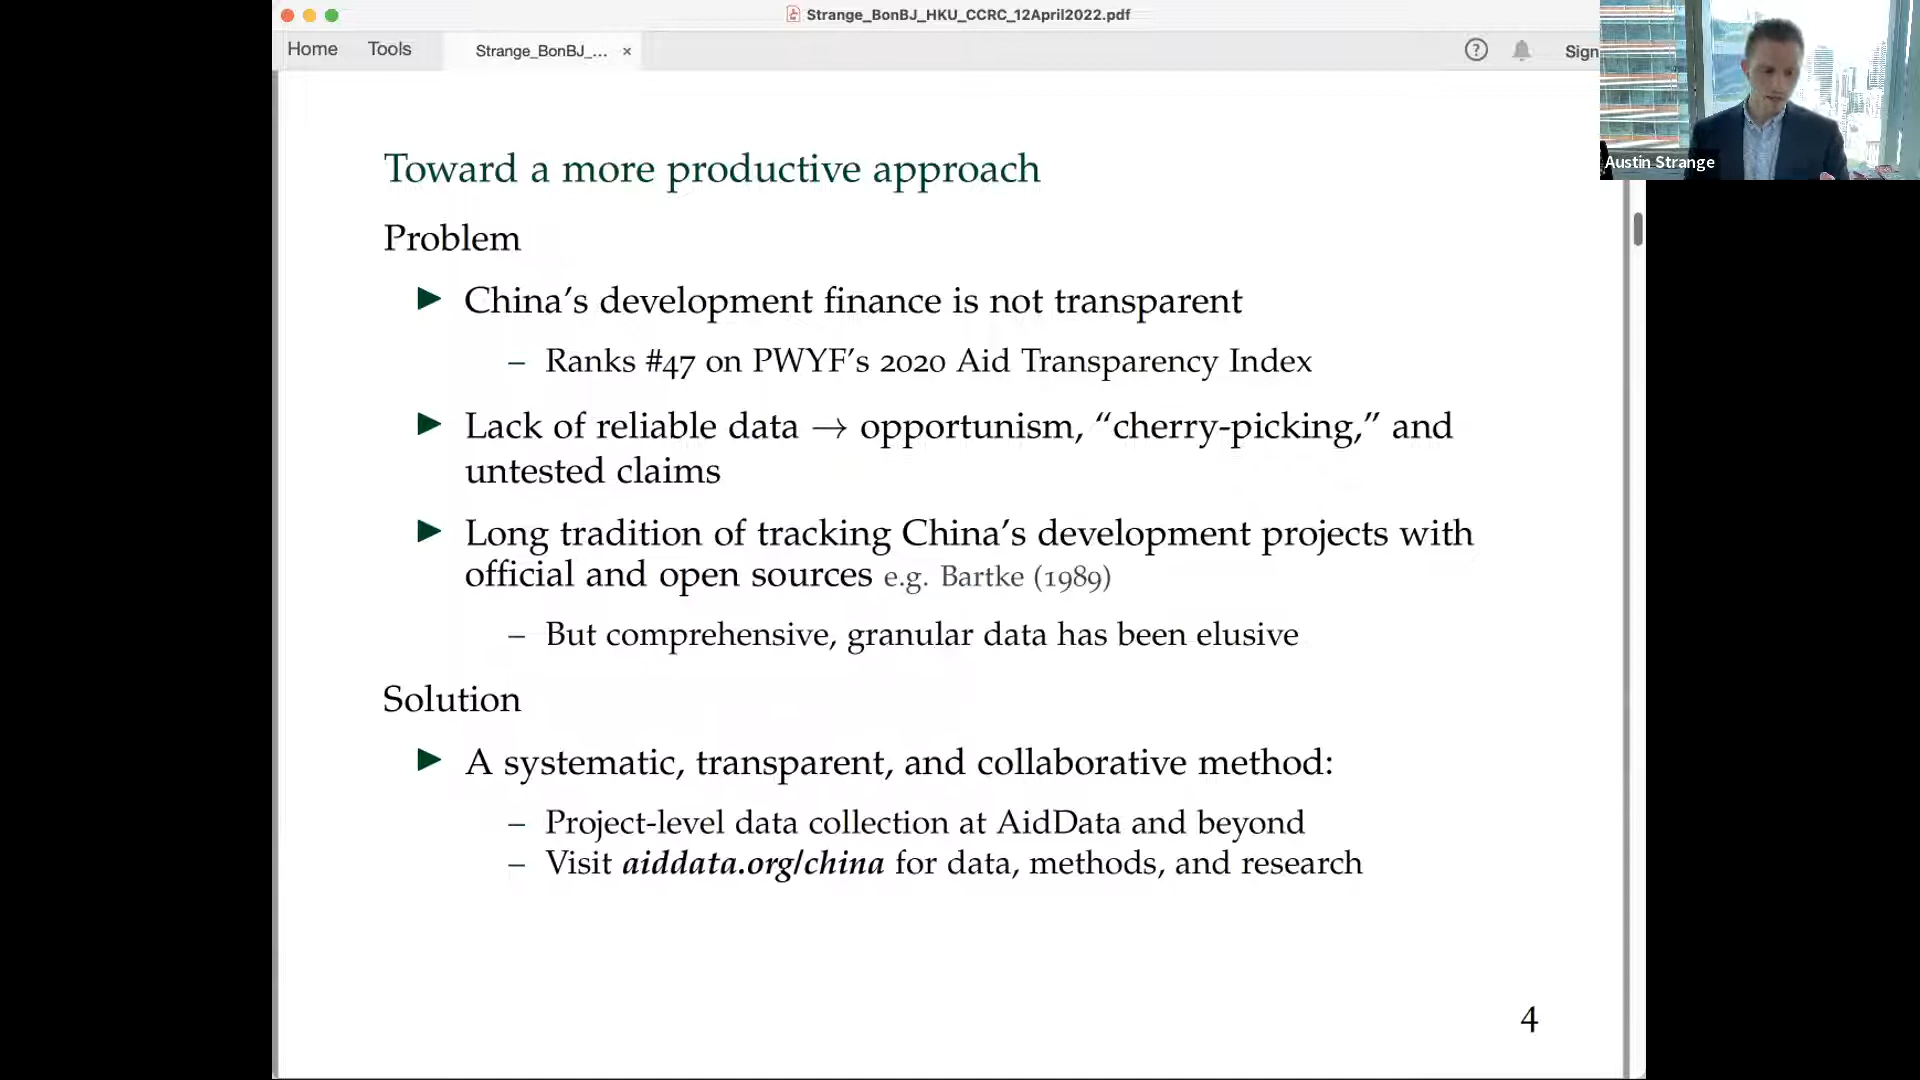 Strange_BonBJ_HKU_CCRC_12April2022.pdf
Home Tools Strange_BonBJ_... × ? Sign
Austin Strange
Toward a more productive approach
Problem
▶ China’s development finance is not transparent
– Ranks #47 on PWYF’s 2020 Aid Transparency Index
▶ Lack of reliable data → opportunism, “cherry-picking,” and
untested claims
▶ Long tradition of tracking China’s development projects with
official and open sources e.g. Bartke (1989)
– But comprehensive, granular data has been elusive
Solution
▶ A systematic, transparent, and collaborative method:
– Project-level data collection at AidData and beyond
– Visit aiddata.org/china for data, methods, and research
4